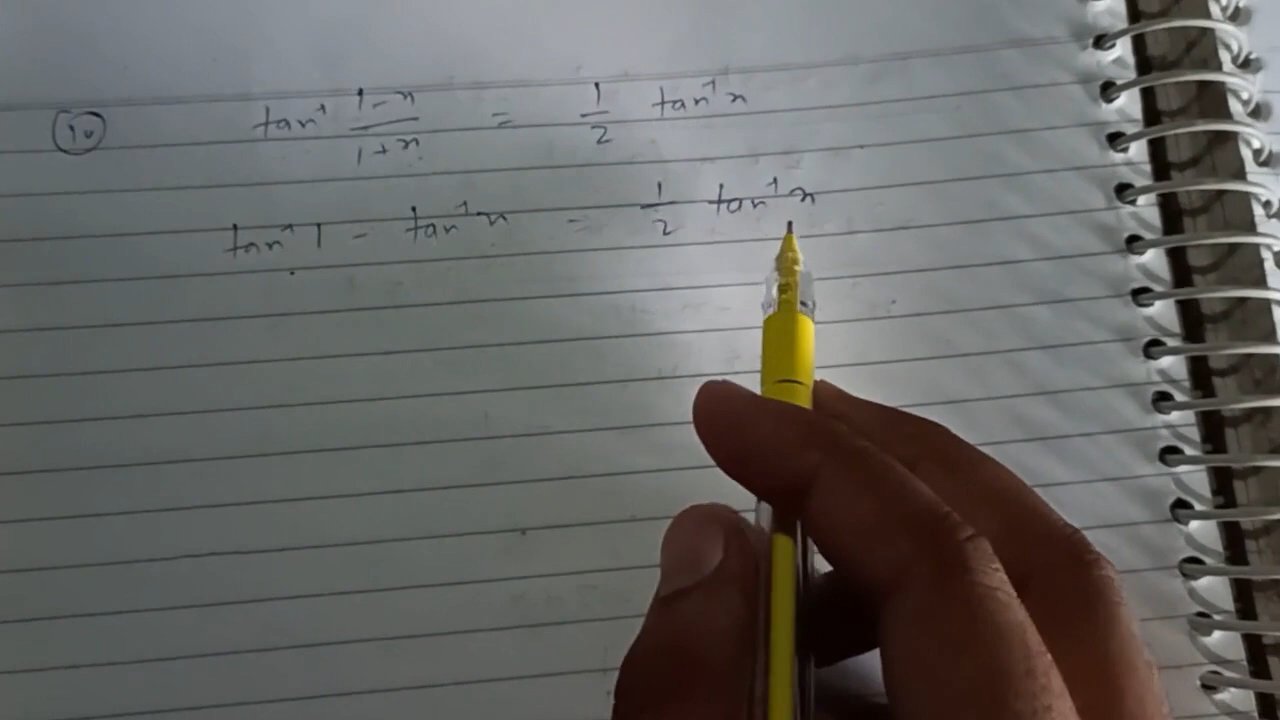 10 tan⁻¹ (1-x)/(1+x) = 1/2 tan⁻¹x
tan⁻¹1 - tan⁻¹x = 1/2 tan⁻¹x